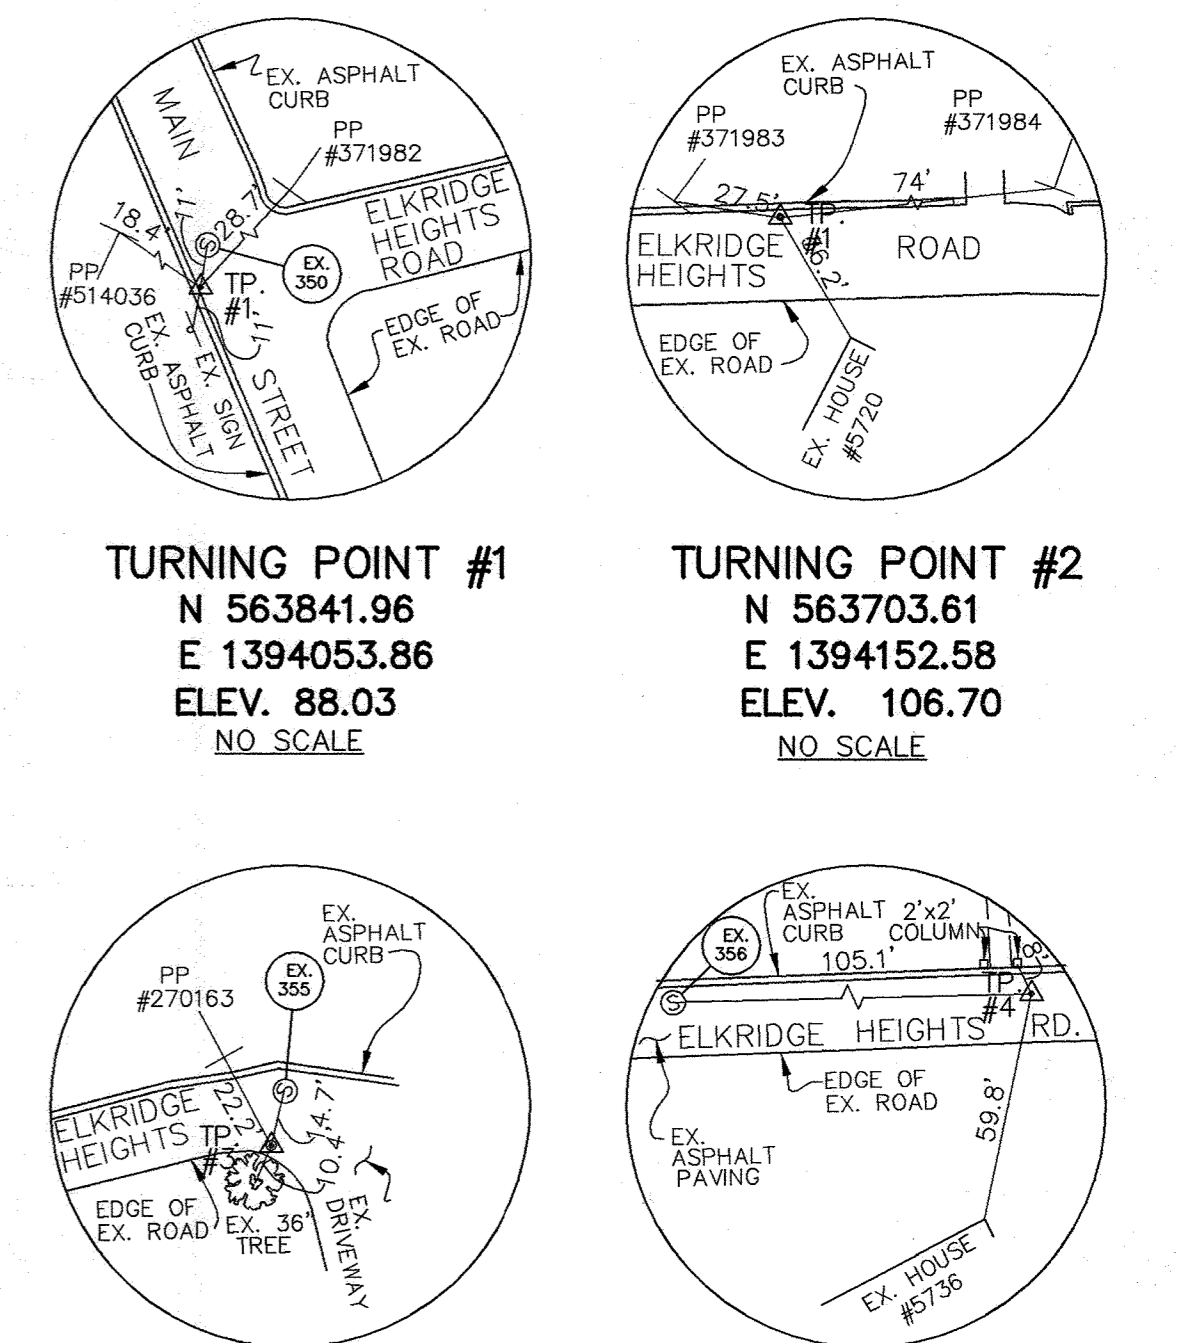 EX. ASPHALT
CURB
MAIN
PP
#371982
11'
18.4'
28.7'
S
ELKRIDGE
HEIGHTS
ROAD
EX.
350
PP
#514036
TP.
#1
11'
EDGE OF
EX. ROAD
EX. ASPHALT
CURB
EX. SIGN
STREET
TURNING POINT #1
N 563841.96
E 1394053.86
ELEV. 88.03
NO SCALE
EX. ASPHALT
CURB
PP
#371983
PP
#371984
27.5'
74'
TP.
#1
ELKRIDGE
HEIGHTS
ROAD
6.2'
EDGE OF
EX. ROAD
EX. HOUSE
#5720
TURNING POINT #2
N 563703.61
E 1394152.58
ELEV. 106.70
NO SCALE
EX.
ASPHALT
CURB
PP
#270163
EX.
355
S
22.2'
14.7'
10.4'
ELKRIDGE
HEIGHTS
TP.
#3
EDGE OF
EX. ROAD
EX. 36"
TREE
EX.
DRIVEWAY
EX.
ASPHALT
CURB
2'x2'
COLUMN
EX.
356
105.1'
8'
S
TP.
#4
ELKRIDGE HEIGHTS RD.
EDGE OF
EX. ROAD
59.8'
EX.
ASPHALT
PAVING
EX. HOUSE
#5736